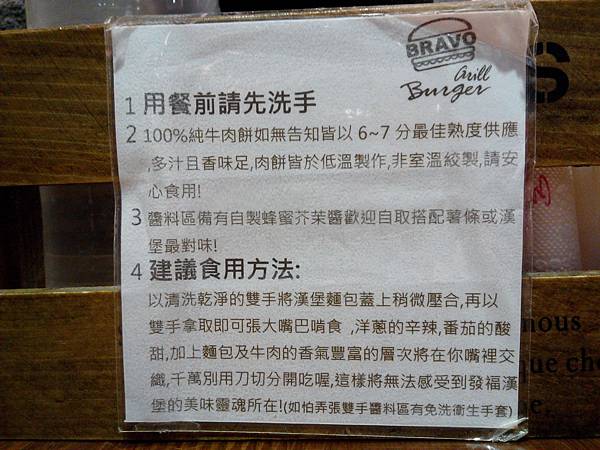 BRAVO
Grill
Burger
1 用餐前請先洗手
2 100%純牛肉餅如無告知皆以 6~7 分最佳熟度供應
,多汁且香味足,肉餅皆於低溫製作,非室溫絞製,請安
心食用!
3 醬料區備有自製蜂蜜芥茉醬歡迎自取搭配薯條或漢
堡最對味!
4 建議食用方法:
以清洗乾淨的雙手將漢堡麵包蓋上稍微壓合,再以
雙手拿取即可張大嘴巴啃食 ,洋蔥的辛辣,番茄的酸
甜,加上麵包及牛肉的香氣豐富的層次將在你嘴裡交
織,千萬別用刀切分開吃喔,這樣將無法感受到發福漢
堡的美味靈魂所在!(如怕弄張雙手醬料區有免洗衛生手套)